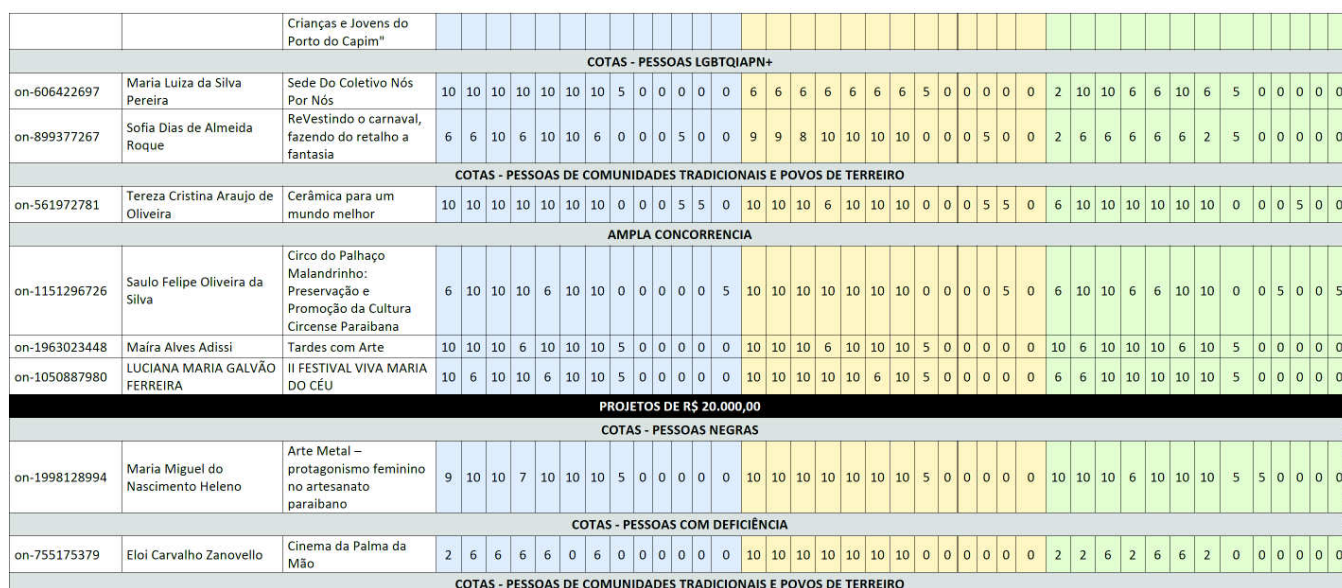 Crianças e Jovens do
Porto do Capim"
COTAS - PESSOAS LGBTQIAPN+
on-606422697 Maria Luiza da Silva Pereira Sede Do Coletivo Nós Por Nós 10 10 10 10 10 10 10 5 0 0 0 0 0 6 6 6 6 6 6 6 5 0 0 0 0 0 2 10 10 6 6 10 6 5 0 0 0 0 0
on-899377267 Sofia Dias de Almeida Roque ReVestindo o carnaval, fazendo do retalho a fantasia 6 6 10 6 10 10 6 0 0 0 5 0 0 9 9 8 10 10 10 10 0 0 0 5 0 0 2 6 6 6 6 6 2 5 0 0 0 0 0
COTAS - PESSOAS DE COMUNIDADES TRADICIONAIS E POVOS DE TERREIRO
on-561972781 Tereza Cristina Araujo de Oliveira Cerâmica para um mundo melhor 10 10 10 10 10 10 10 0 0 0 5 5 0 10 10 10 6 10 10 10 0 0 0 5 5 0 6 10 10 10 10 10 10 0 0 0 5 0 0
AMPLA CONCORRENCIA
on-1151296726 Saulo Felipe Oliveira da Silva Circo do Palhaço Malandrinho: Preservação e Promoção da Cultura Circense Paraibana 6 10 10 10 6 10 10 0 0 0 0 0 5 10 10 10 10 10 10 10 0 0 0 0 5 0 6 10 10 6 6 10 10 0 0 5 0 0 5
on-1963023448 Maíra Alves Adissi Tardes com Arte 10 10 10 6 10 10 10 5 0 0 0 0 0 10 10 10 6 10 10 10 5 0 0 0 0 0 10 6 10 10 10 6 10 5 0 0 0 0 0
on-1050887980 LUCIANA MARIA GALVÃO FERREIRA II FESTIVAL VIVA MARIA DO CÉU 10 6 10 10 6 10 10 5 0 0 0 0 0 10 10 10 10 10 6 10 5 0 0 0 0 0 6 6 10 10 10 10 10 5 0 0 0 0 0
PROJETOS DE R$ 20.000,00
COTAS - PESSOAS NEGRAS
on-1998128994 Maria Miguel do Nascimento Heleno Arte Metal – protagonismo feminino no artesanato paraibano 9 10 10 7 10 10 10 5 0 0 0 0 0 10 10 10 10 10 10 10 5 0 0 0 0 0 10 10 10 6 10 10 10 5 5 0 0 0 0
COTAS - PESSOAS COM DEFICIÊNCIA
on-755175379 Eloi Carvalho Zanovello Cinema da Palma da Mão 2 6 6 6 6 0 6 0 0 0 0 0 0 10 10 10 10 10 10 10 0 0 0 0 0 0 2 2 6 2 6 6 2 0 0 0 0 0 0
COTAS - PESSOAS DE COMUNIDADES TRADICIONAIS E POVOS DE TERREIRO